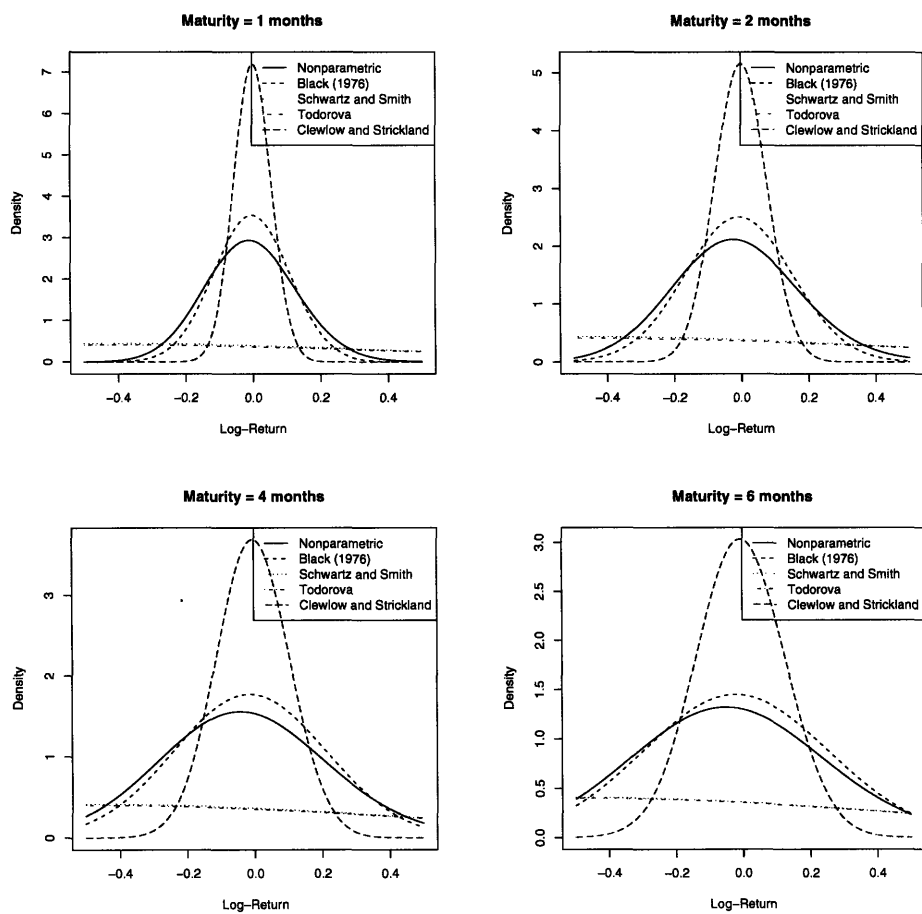 Maturity = 1 months
Density
7
6
5
4
3
2
1
0
Nonparametric
Black (1976)
Schwartz and Smith
Todorova
Clewlow and Strickland
−0.4 −0.2 0.0 0.2 0.4
Log−Return
Maturity = 2 months
Density
5
4
3
2
1
0
Nonparametric
Black (1976)
Schwartz and Smith
Todorova
Clewlow and Strickland
−0.4 −0.2 0.0 0.2 0.4
Log−Return
Maturity = 4 months
Density
3
2
1
0
Nonparametric
Black (1976)
Schwartz and Smith
Todorova
Clewlow and Strickland
−0.4 −0.2 0.0 0.2 0.4
Log−Return
Maturity = 6 months
Density
3.0
2.5
2.0
1.5
1.0
0.5
0.0
Nonparametric
Black (1976)
Schwartz and Smith
Todorova
Clewlow and Strickland
−0.4 −0.2 0.0 0.2 0.4
Log−Return